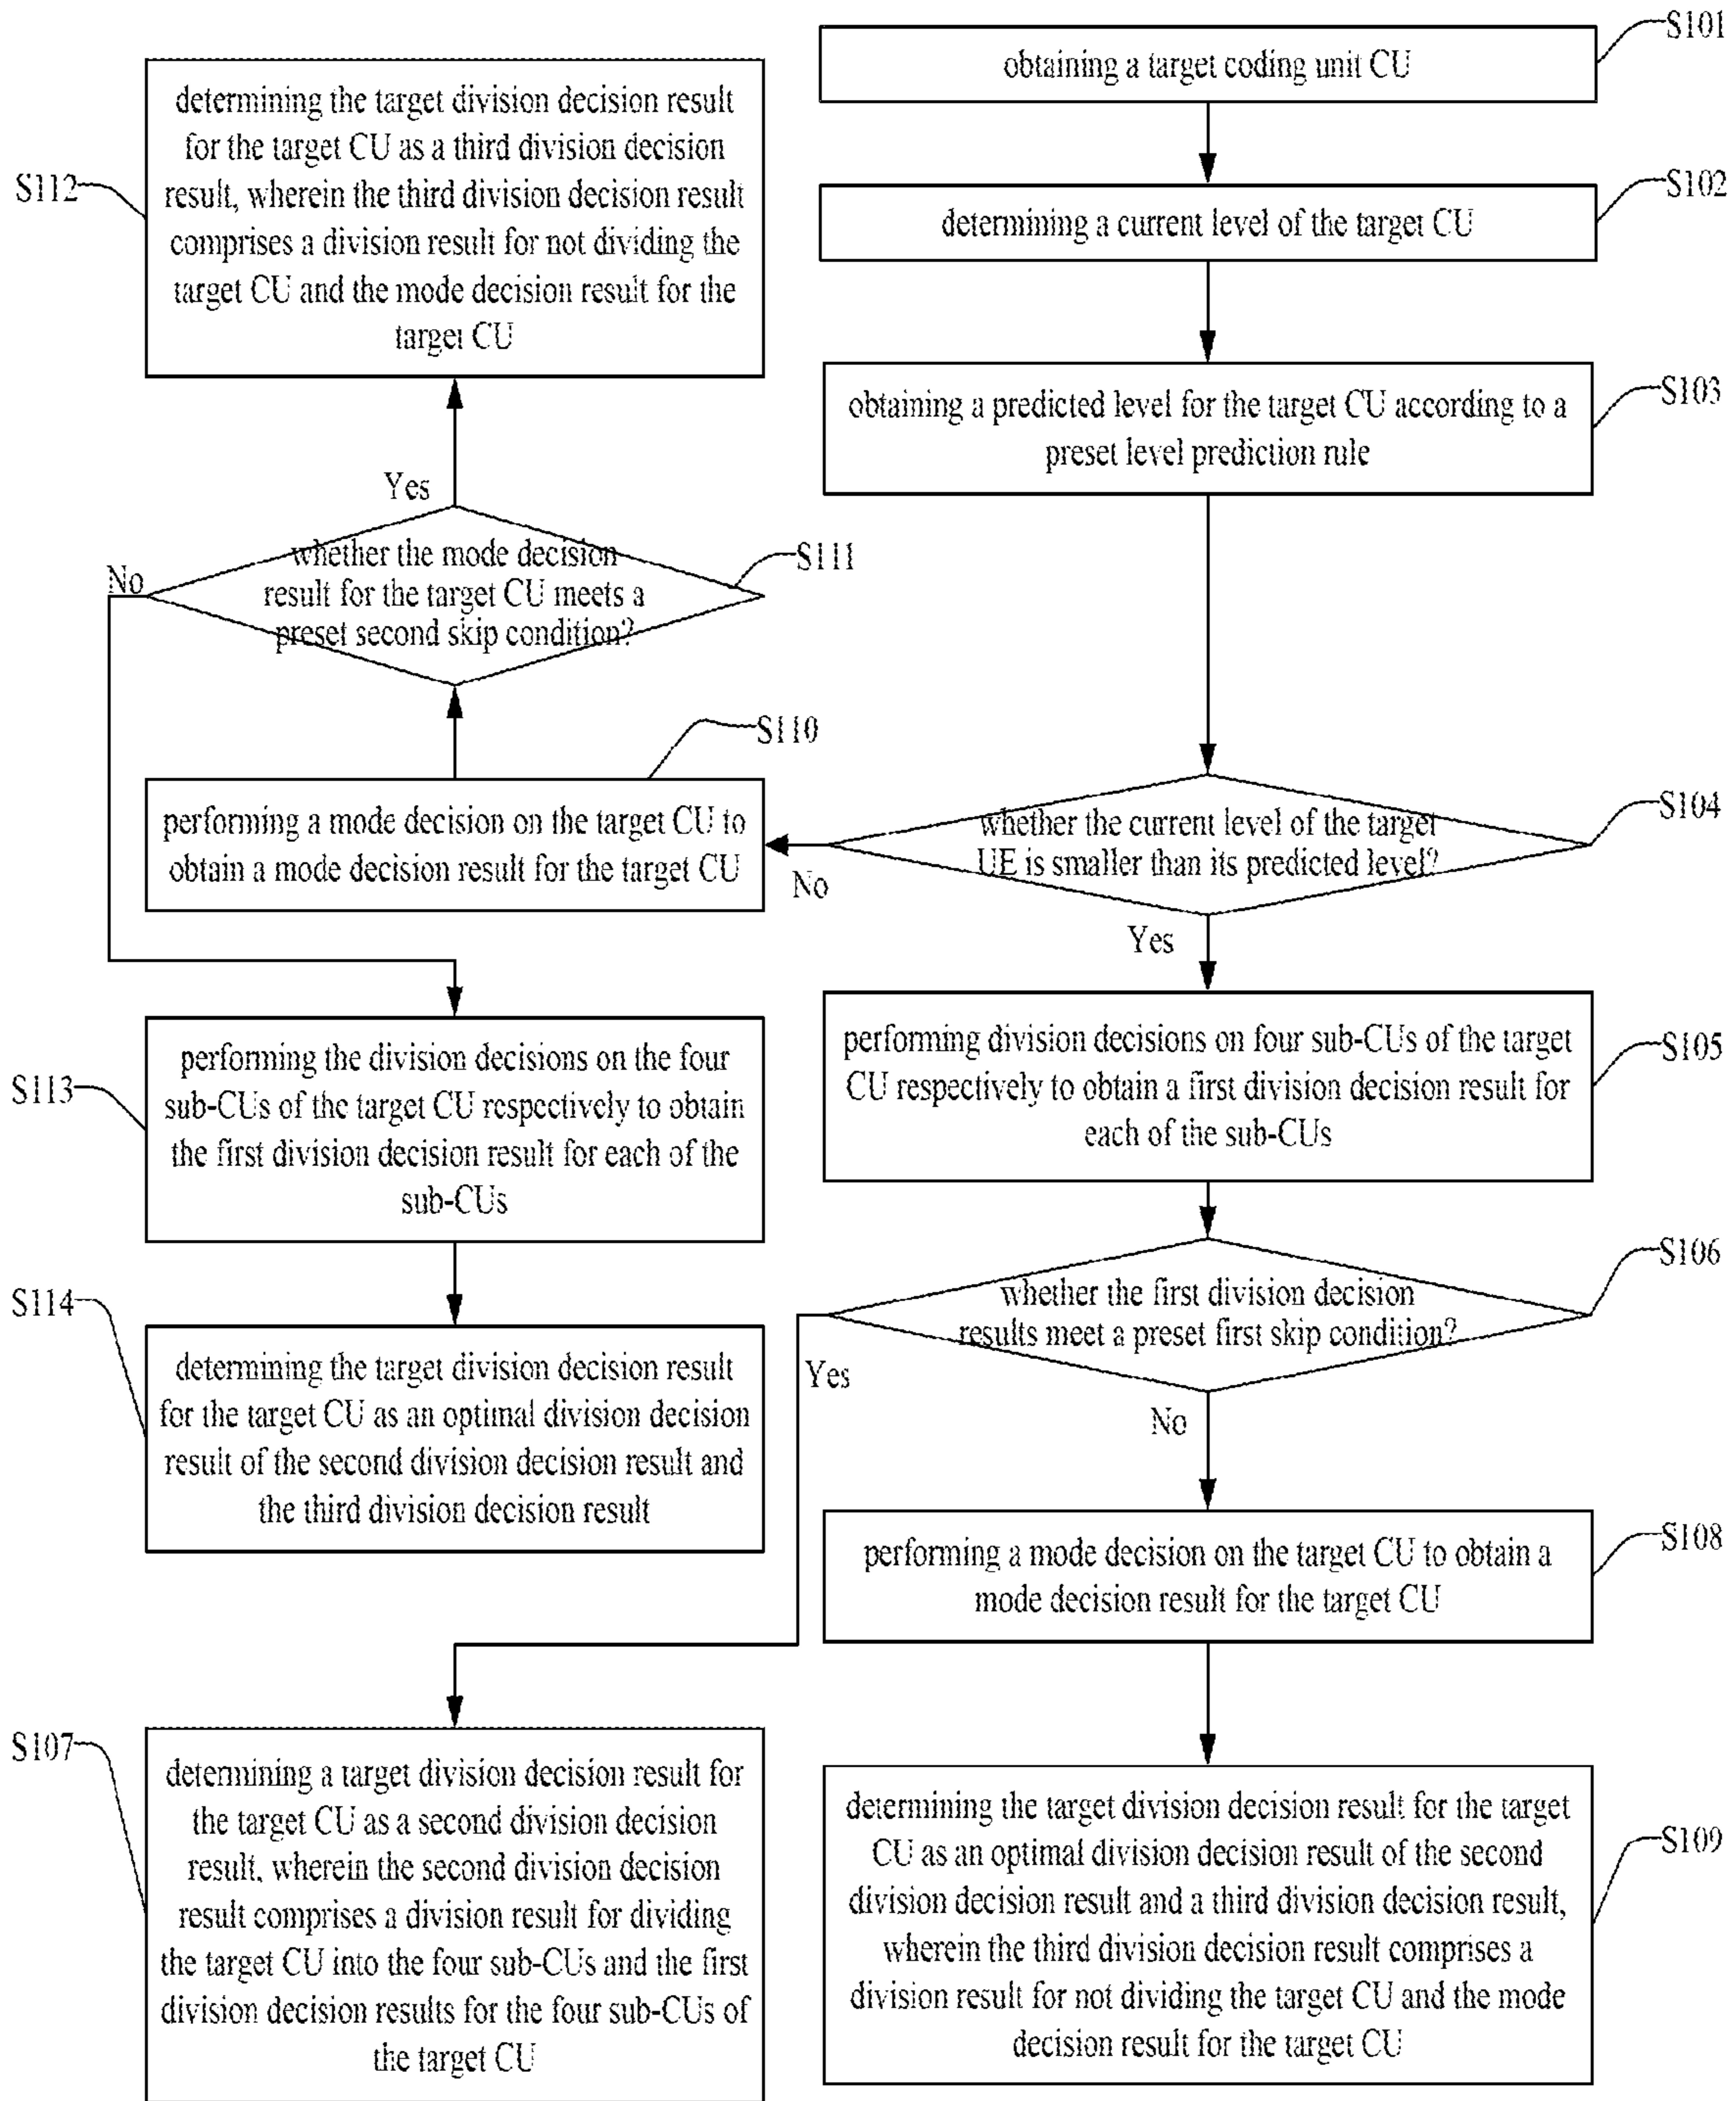 obtaining a target coding unit CU
S101
determining a current level of the target CU
S102
obtaining a predicted level for the target CU according to a
preset level prediction rule
S103
whether the current level of the target
UE is smaller than its predicted level?
S104
No
Yes
performing division decisions on four sub-CUs of the target
CU respectively to obtain a first division decision result for
each of the sub-CUs
S105
whether the first division decision
results meet a preset first skip condition?
S106
Yes
No
determining a target division decision result for
the target CU as a second division decision
result, wherein the second division decision
result comprises a division result for dividing
the target CU into the four sub-CUs and the first
division decision results for the four sub-CUs of
the target CU
S107
performing a mode decision on the target CU to obtain a
mode decision result for the target CU
S108
determining the target division decision result for the target
CU as an optimal division decision result of the second
division decision result and a third division decision result,
wherein the third division decision result comprises a
division result for not dividing the target CU and the mode
decision result for the target CU
S109
performing a mode decision on the target CU to
obtain a mode decision result for the target CU
S110
whether the mode decision
result for the target CU meets a
preset second skip condition?
S111
Yes
No
determining the target division decision result
for the target CU as a third division decision
result, wherein the third division decision result
comprises a division result for not dividing the
target CU and the mode decision result for the
target CU
S112
performing the division decisions on the four
sub-CUs of the target CU respectively to obtain
the first division decision result for each of the
sub-CUs
S113
determining the target division decision result
for the target CU as an optimal division decision
result of the second division decision result and
the third division decision result
S114